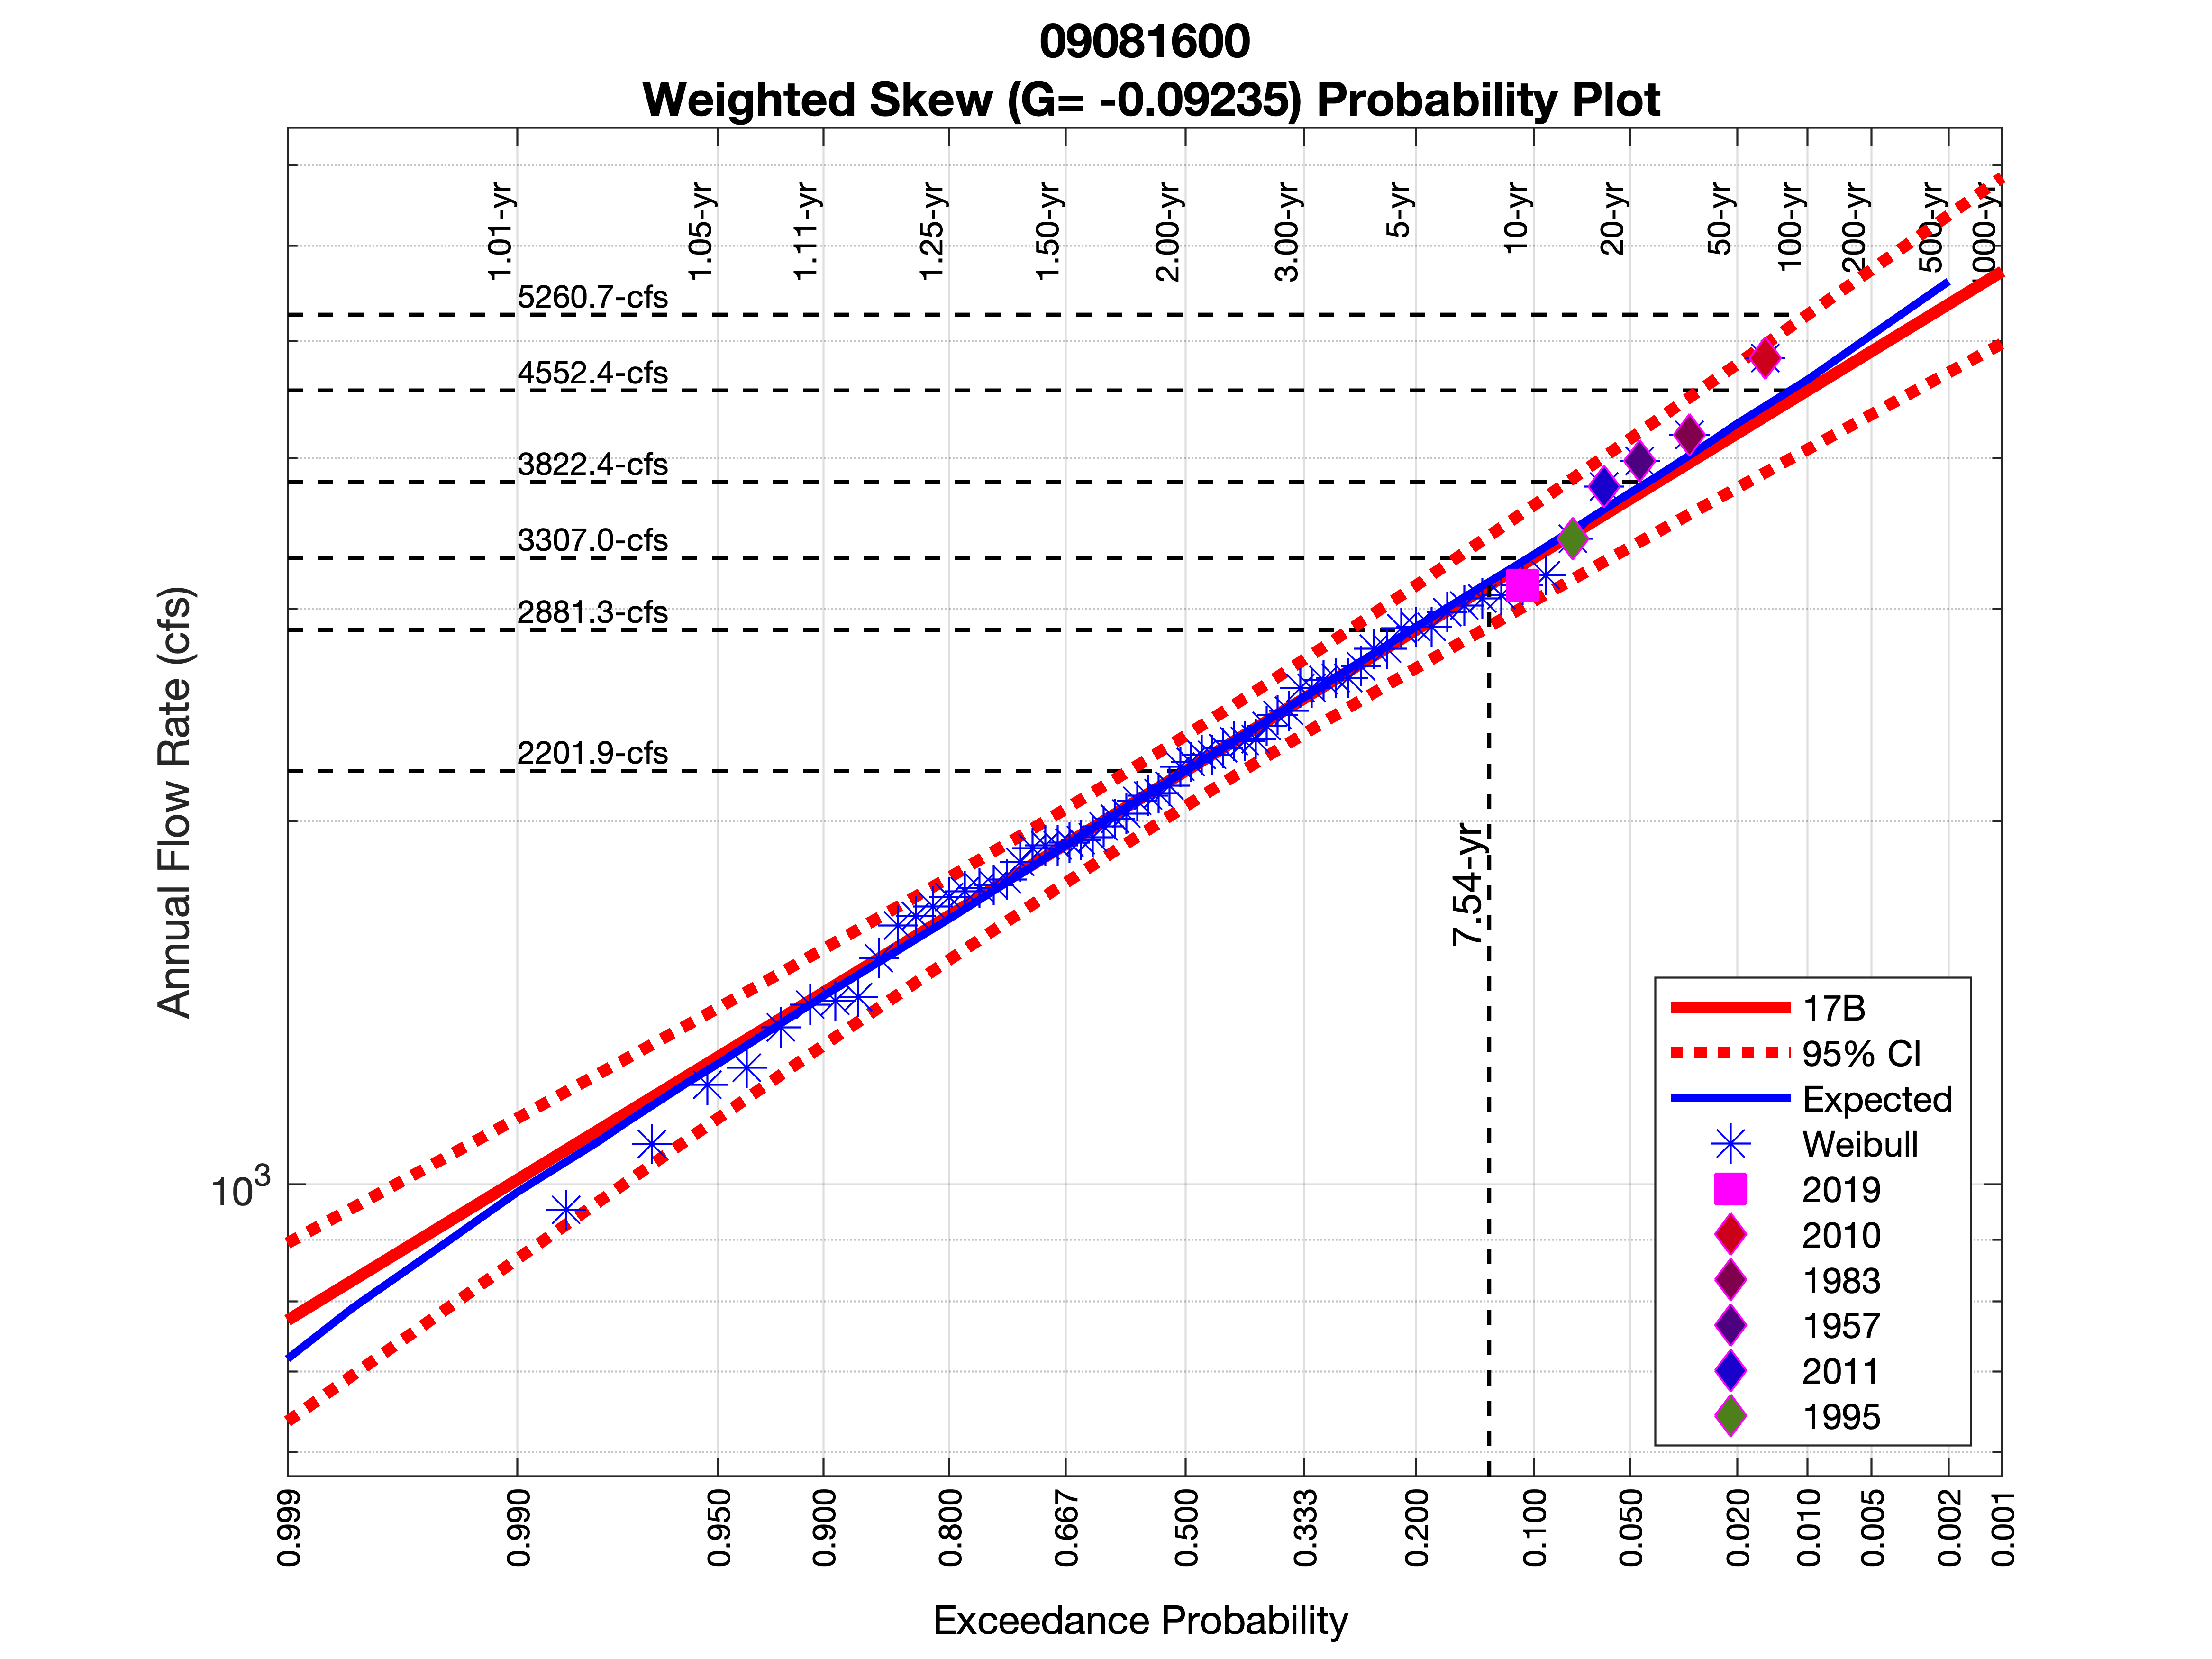 09081600
Weighted Skew (G= -0.09235) Probability Plot
1.01-yr
1.05-yr
1.11-yr
1.25-yr
1.50-yr
2.00-yr
3.00-yr
5-yr
10-yr
20-yr
50-yr
100-yr
200-yr
500-yr
5260.7-cfs
4552.4-cfs
3822.4-cfs
3307.0-cfs
2881.3-cfs
2201.9-cfs
7.54-yr
Annual Flow Rate (cfs)
10³
17B
95% CI
Expected
Weibull
2019
2010
1983
1957
2011
1995
0.999
0.990
0.950
0.900
0.800
0.667
0.500
0.333
0.200
0.100
0.050
0.020
0.010
0.005
0.002
0.001
Exceedance Probability